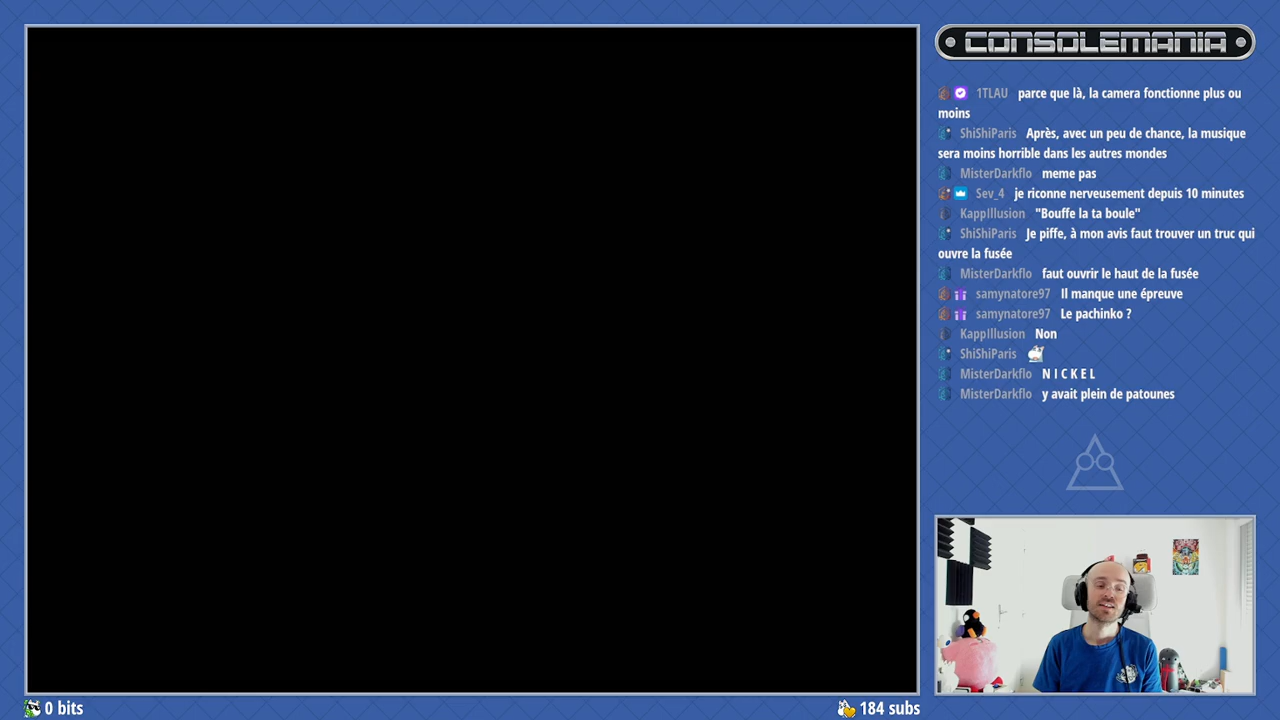 CONSOLEMANIA
1TLAU parce que là, la camera fonctionne plus ou
moins
ShiShiParis Après, avec un peu de chance, la musique
sera moins horrible dans les autres mondes
MisterDarkflo meme pas
Sev_4 je riconne nerveusement depuis 10 minutes
KappIllusion "Bouffe la ta boule"
ShiShiParis Je piffe, à mon avis faut trouver un truc qui
ouvre la fusée
MisterDarkflo faut ouvrir le haut de la fusée
samynatore97 Il manque une épreuve
samynatore97 Le pachinko ?
KappIllusion Non
ShiShiParis
MisterDarkflo N I C K E L
MisterDarkflo y avait plein de patounes
0 bits
184 subs